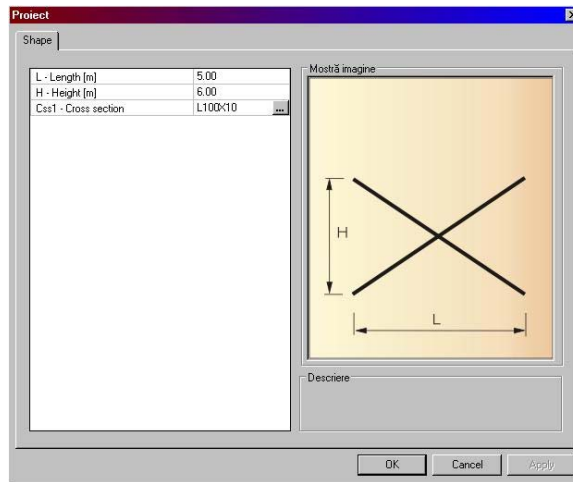 Proiect
Shape
L - Length [m] 5.00
H - Height [m] 6.00
Css1 - Cross section L100X10 ...
Mostră imagine
H
L
Descriere
OK Cancel Apply